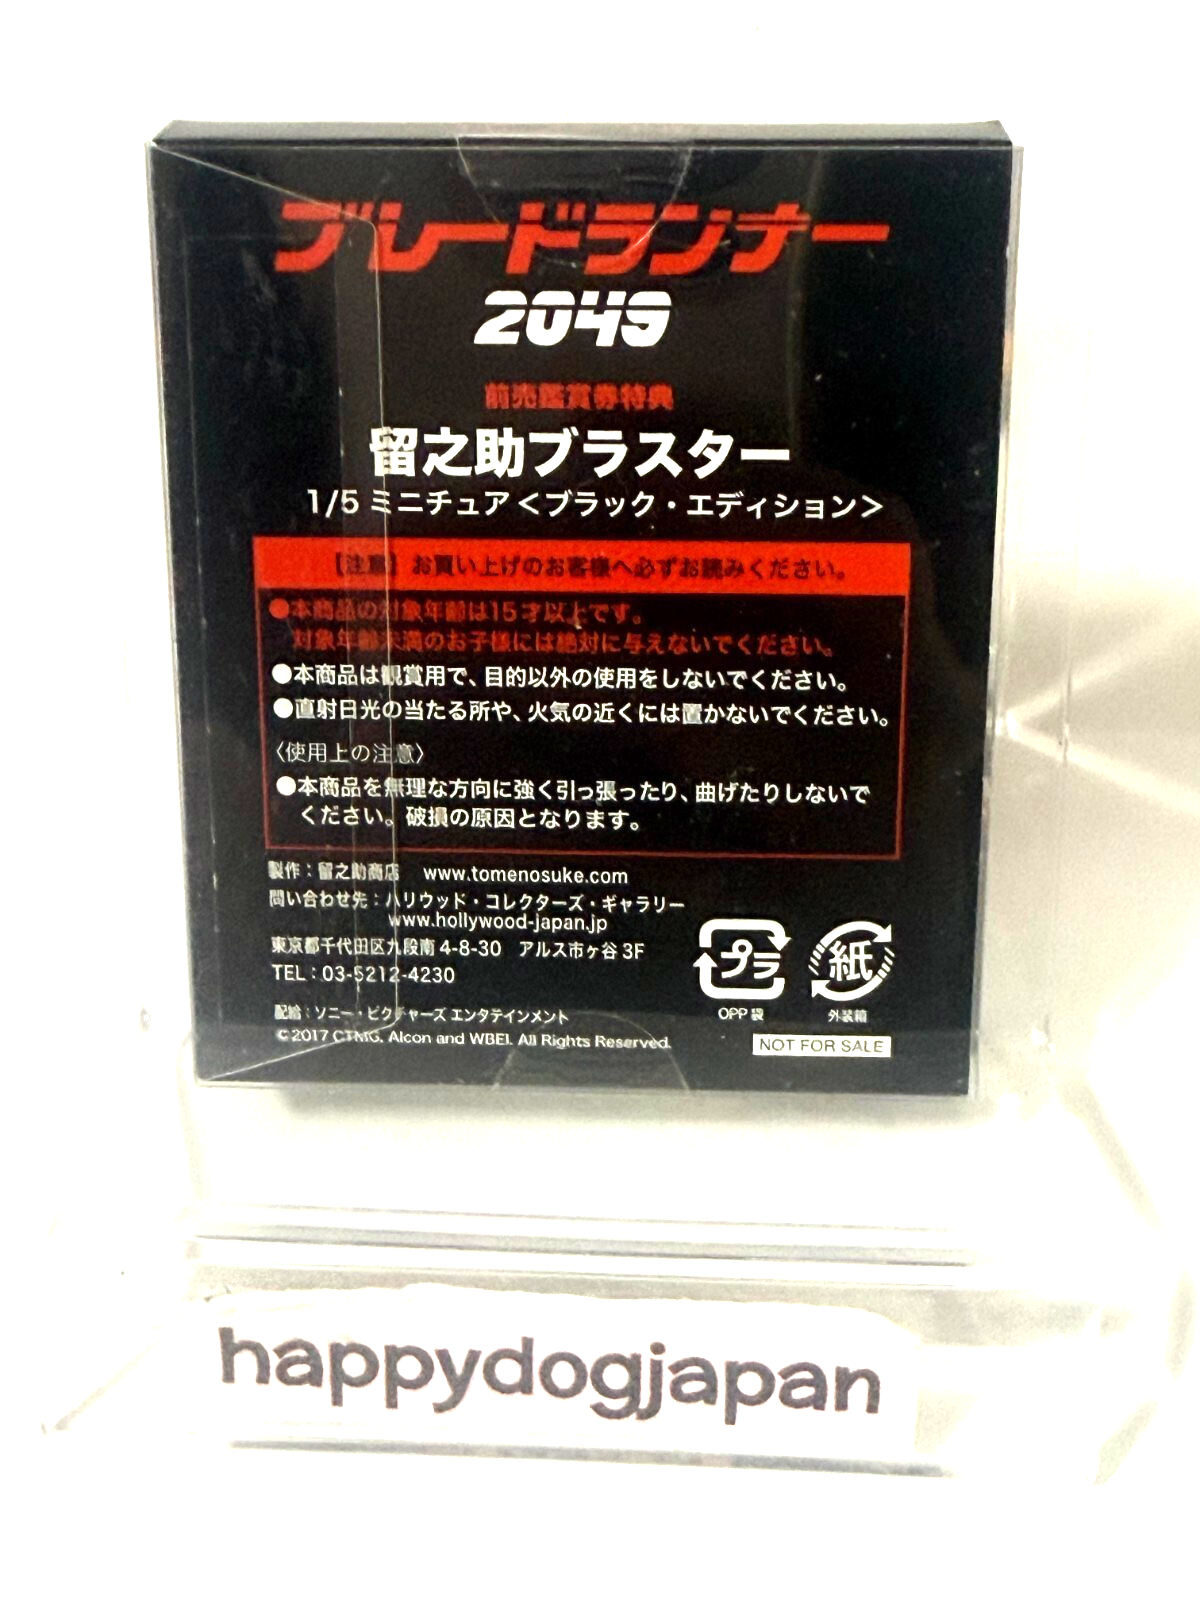 ブレードランナー
2049
前売鑑賞券特典
留之助ブラスター
1/5 ミニチュア＜ブラック・エディション＞
【注意】お買い上げのお客様へ必ずお読みください。
●本商品の対象年齢は15才以上です。
対象年齢未満のお子様には絶対に与えないでください。
●本商品は観賞用で、目的以外の使用をしないでください。
●直射日光の当たる所や、火気の近くには置かないでください。
〈使用上の注意〉
●本商品を無理な方向に強く引っ張ったり、曲げたりしないで
ください。破損の原因となります。
製作：留之助商店 www.tomenosuke.com
問い合わせ先：ハリウッド・コレクターズ・ギャラリー
www.hollywood-japan.jp
東京都千代田区九段南 4-8-30 アルス市ヶ谷 3F
TEL：03-5212-4230
プラ
OPP 袋
紙
外装箱
配給：ソニー・ピクチャーズ エンタテインメント
©2017 CTMG, Alcon and WBEI. All Rights Reserved.
NOT FOR SALE
happydogjapan